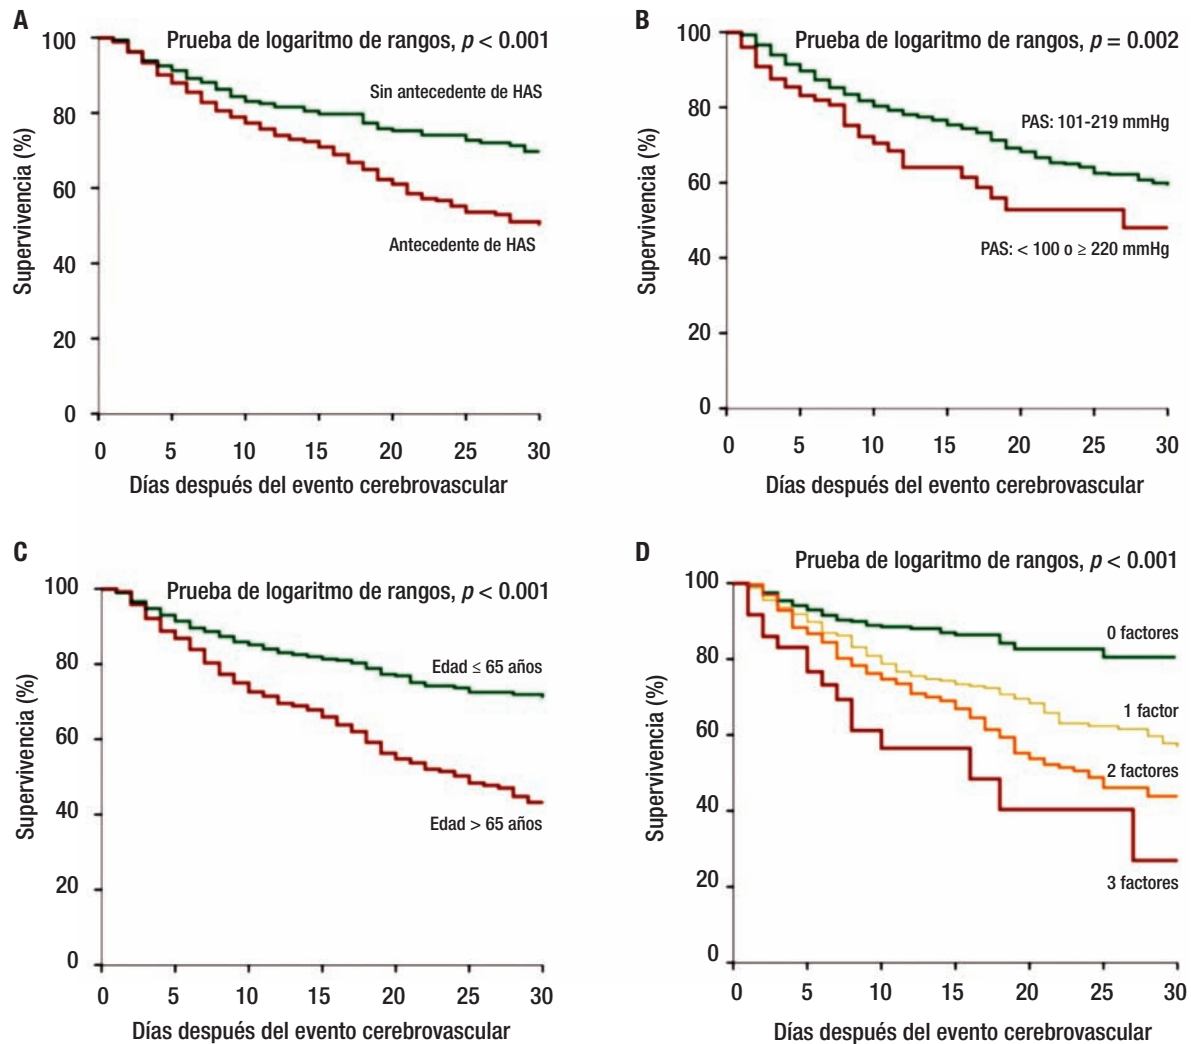 A
Prueba de logaritmo de rangos, p < 0.001
100
80
60
40
20
0
Supervivencia (%)
Sin antecedente de HAS
Antecedente de HAS
0 5 10 15 20 25 30
Días después del evento cerebrovascular
B
Prueba de logaritmo de rangos, p = 0.002
100
80
60
40
20
0
Supervivencia (%)
PAS: 101-219 mmHg
PAS: < 100 o ≥ 220 mmHg
0 5 10 15 20 25 30
Días después del evento cerebrovascular
C
Prueba de logaritmo de rangos, p < 0.001
100
80
60
40
20
0
Supervivencia (%)
Edad ≤ 65 años
Edad > 65 años
0 5 10 15 20 25 30
Días después del evento cerebrovascular
D
Prueba de logaritmo de rangos, p < 0.001
100
80
60
40
20
0
Supervivencia (%)
0 factores
1 factor
2 factores
3 factores
0 5 10 15 20 25 30
Días después del evento cerebrovascular